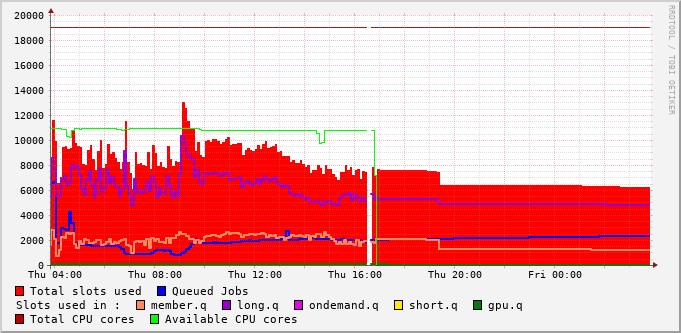 20000
18000
16000
14000
12000
10000
8000
6000
4000
2000
0
Thu 04:00 Thu 08:00 Thu 12:00 Thu 16:00 Thu 20:00 Fri 00:00
RRDTOOL / TOBI OETIKER
Total slots used Queued Jobs
Slots used in : member.q long.q ondemand.q short.q gpu.q
Total CPU cores Available CPU cores